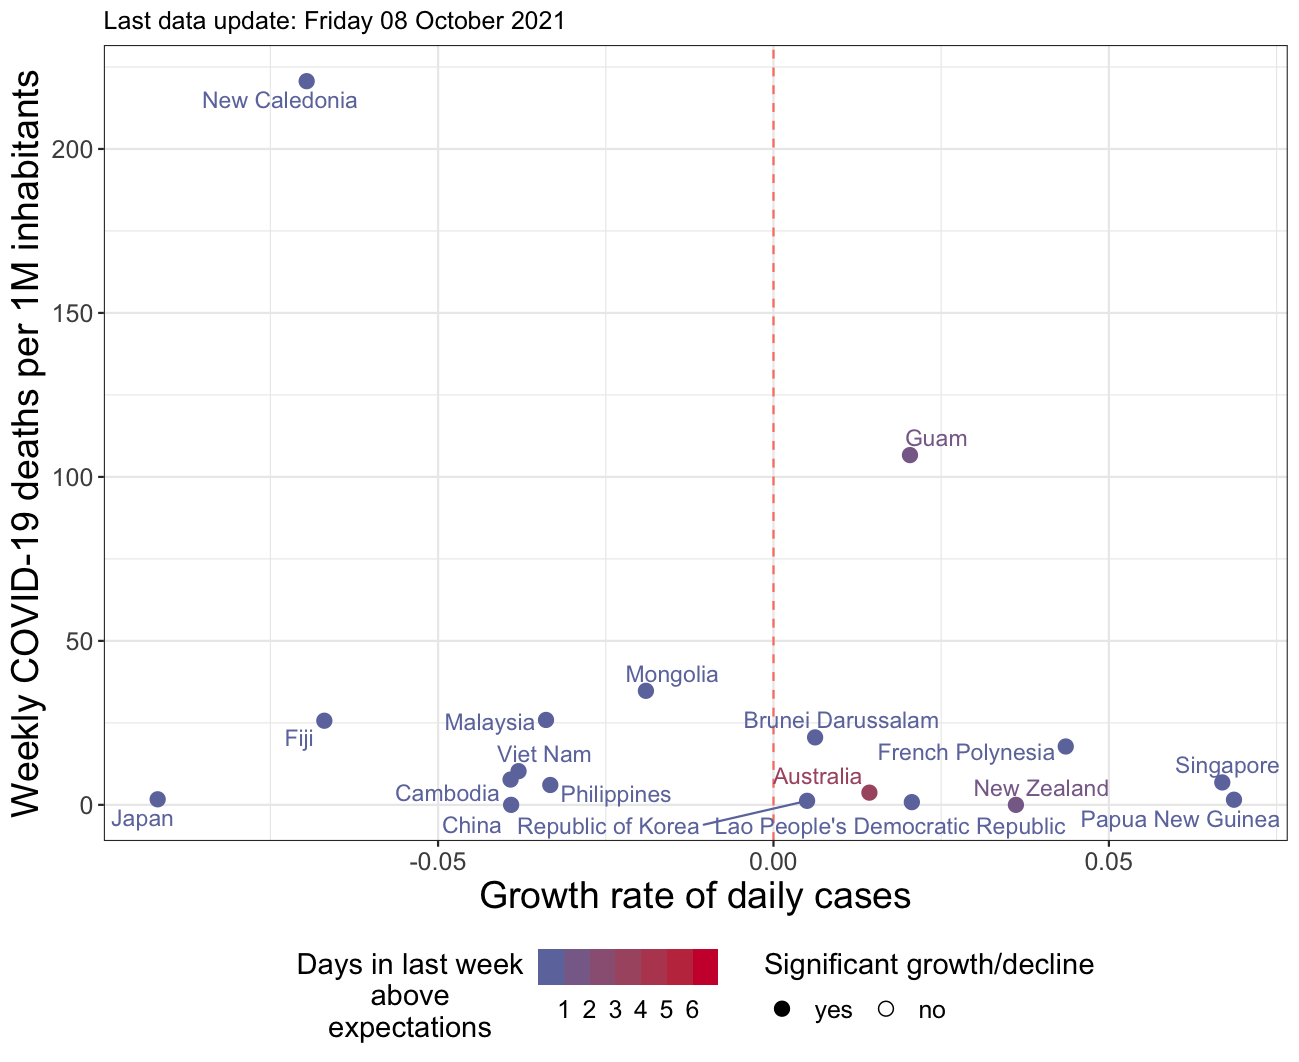 Last data update: Friday 08 October 2021
Weekly COVID-19 deaths per 1M inhabitants
200
150
100
50
0
New Caledonia
Guam
Mongolia
Malaysia
Fiji
Brunei Darussalam
French Polynesia
Viet Nam
Singapore
Australia
Cambodia
Philippines
New Zealand
Japan
China
Republic of Korea
Lao People's Democratic Republic
Papua New Guinea
-0.05
0.00
0.05
Growth rate of daily cases
Days in last week
above
expectations
1 2 3 4 5 6
Significant growth/decline
yes
no